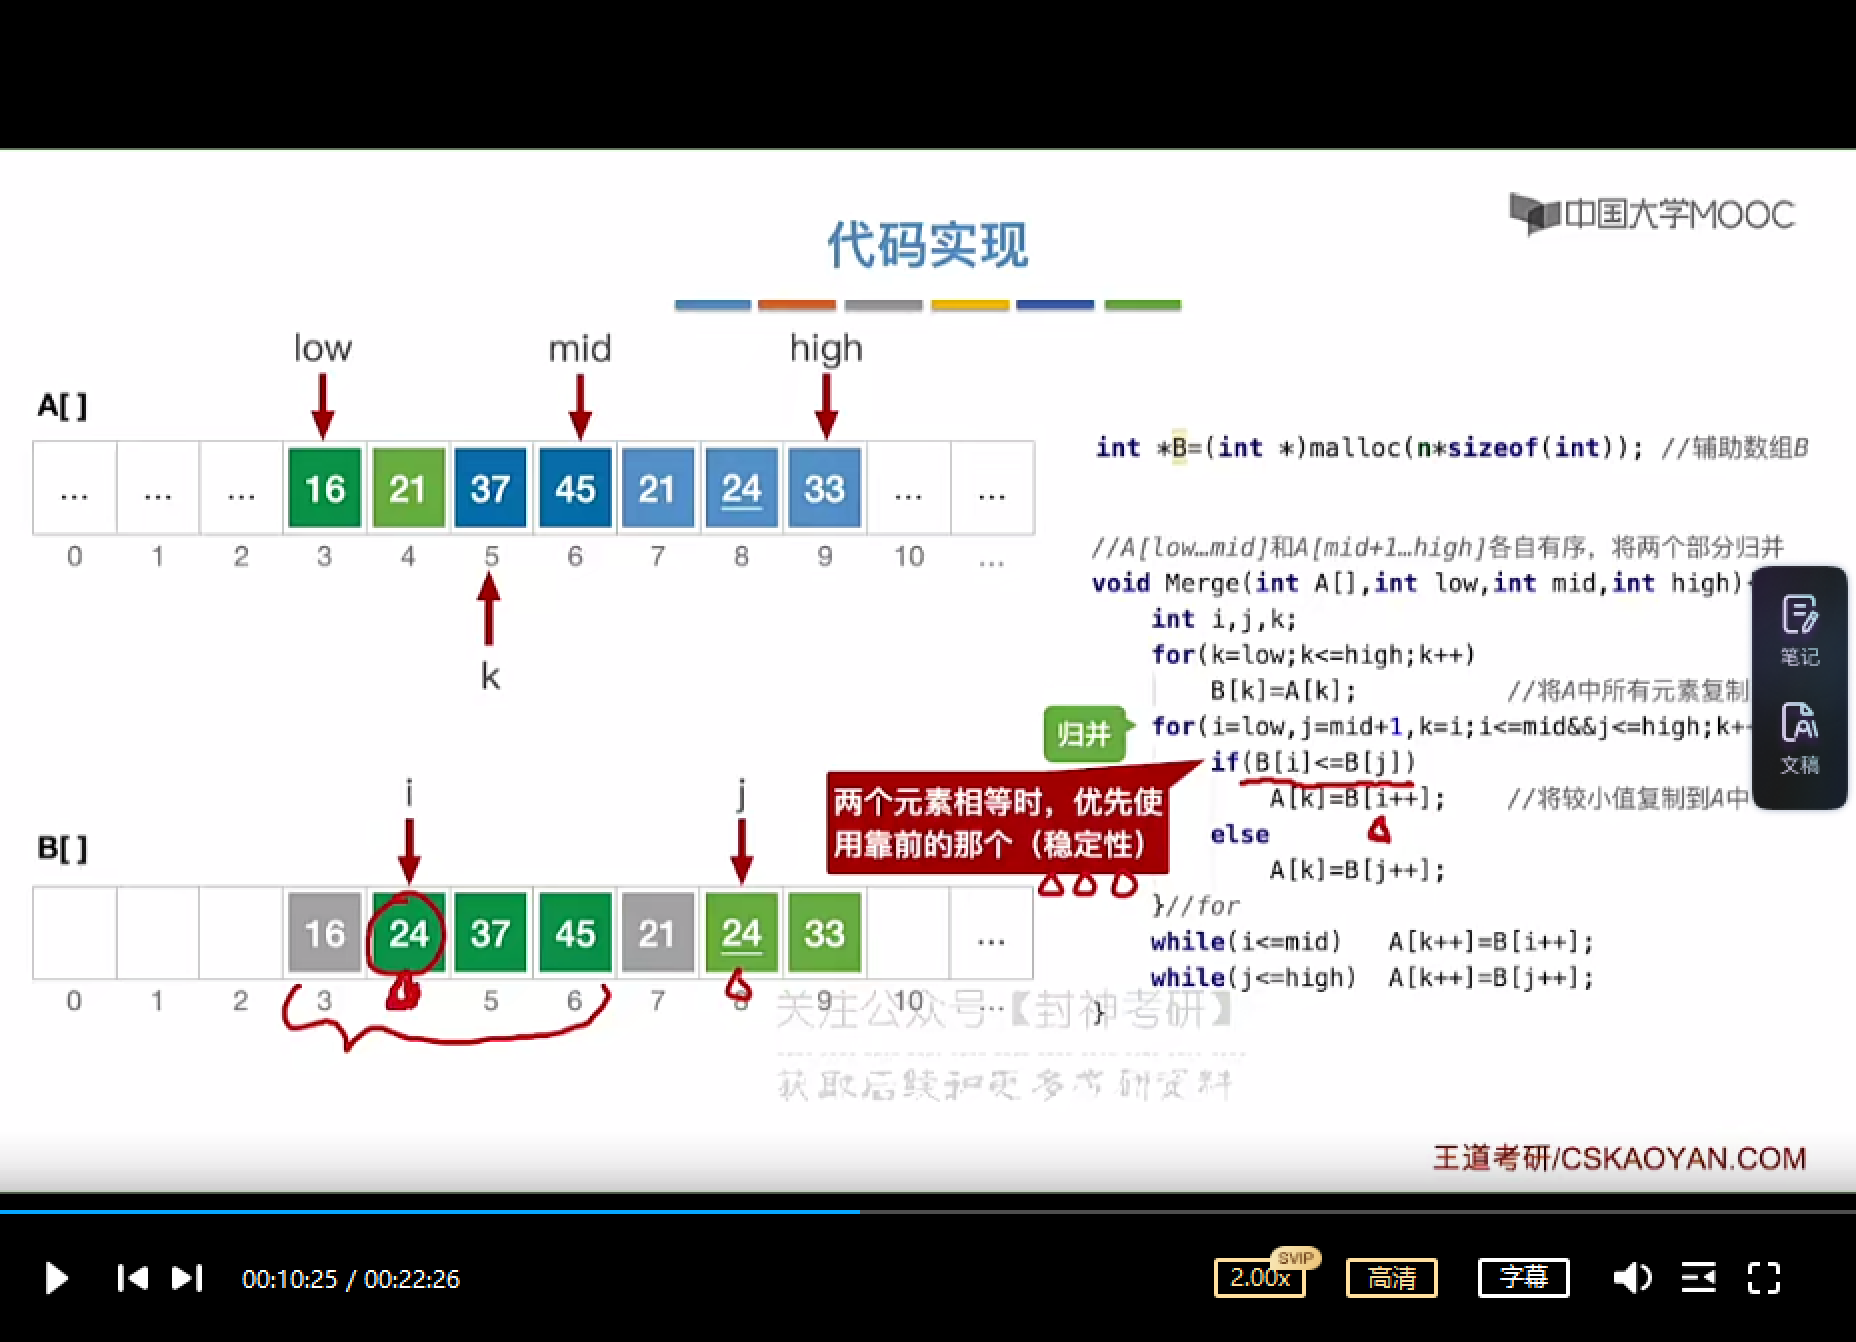 中国大学MOOC
代码实现
low mid high
A[ ]
... ... ... 16 21 37 45 21 24 33 ... ...
0 1 2 3 4 5 6 7 8 9 10 ...
k
int *B=(int *)malloc(n*sizeof(int)); //辅助数组B
//A[low…mid]和A[mid+1…high]各自有序，将两个部分归并
void Merge(int A[],int low,int mid,int high)
int i,j,k;
for(k=low;k<=high;k++)
B[k]=A[k]; //将A中所有元素复制
归并
for(i=low,j=mid+1,k=i;i<=mid&&j<=high;k+
if(B[i]<=B[j])
A[k]=B[i++]; //将较小值复制到A中
else
A[k]=B[j++];
}//for
while(i<=mid) A[k++]=B[i++];
while(j<=high) A[k++]=B[j++];
}
两个元素相等时，优先使
用靠前的那个（稳定性）
i j
B[ ]
16 24 37 45 21 24 33 ...
0 1 2 3 5 6 7 8 9 10 ...
关注公众号【封神考研】
获取后续和更多考研资料
王道考研/CSKAOYAN.COM
笔记
文稿
00:10:25 / 00:22:26
2.00x
SVIP
高清
字幕